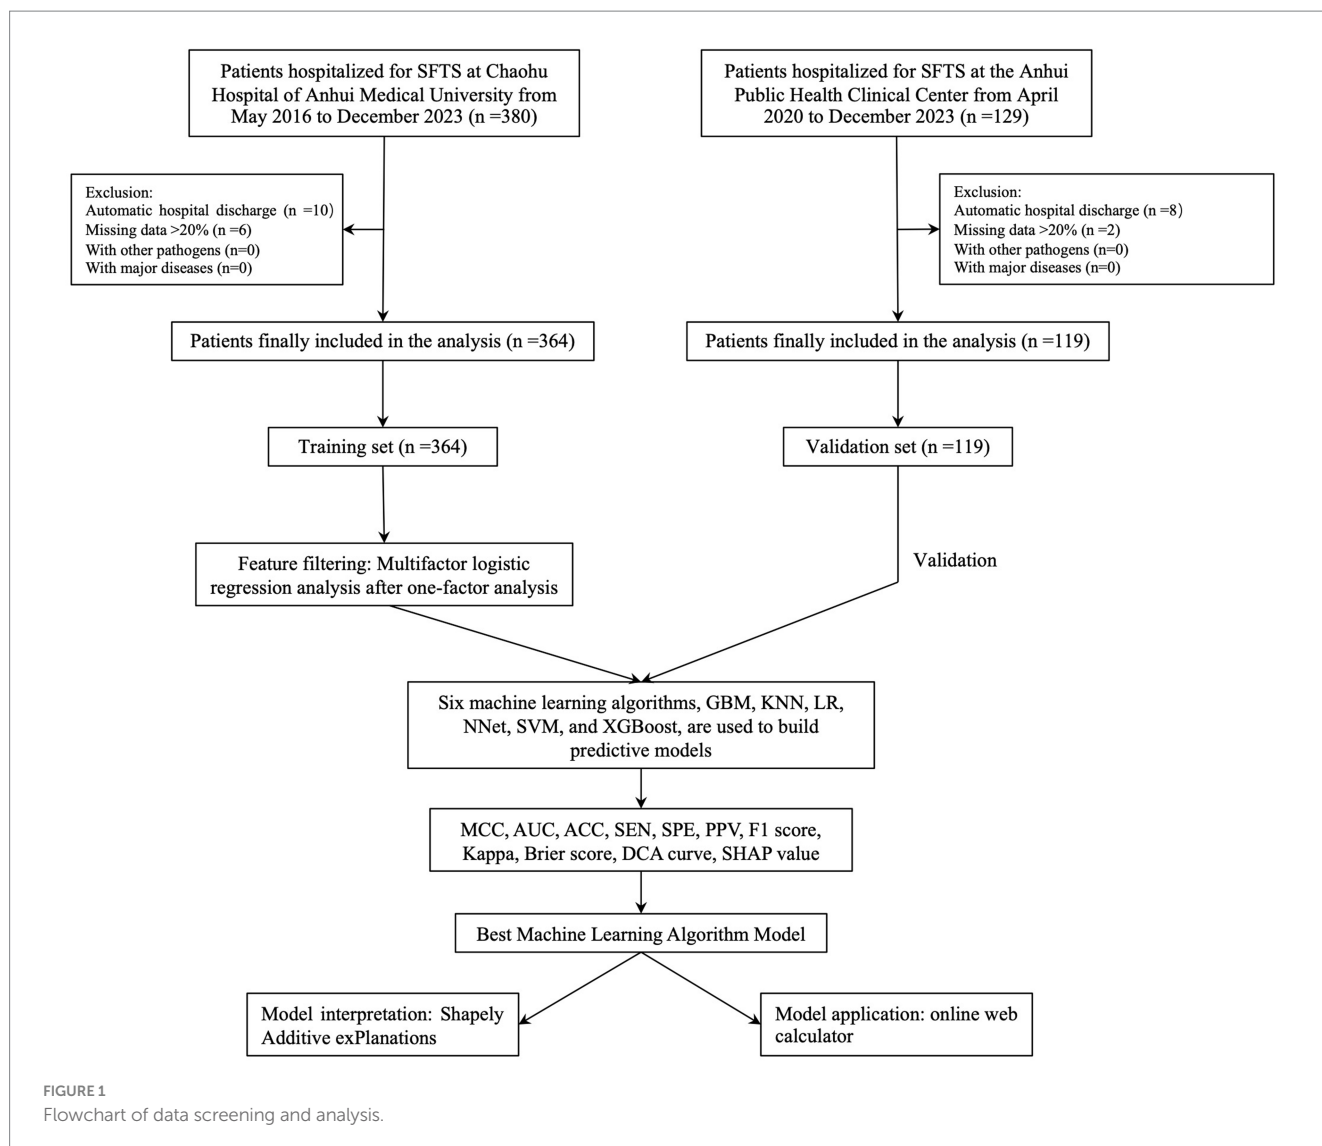 Patients hospitalized for SFTS at Chaohu
Hospital of Anhui Medical University from
May 2016 to December 2023 (n =380)
Patients hospitalized for SFTS at the Anhui
Public Health Clinical Center from April
2020 to December 2023 (n =129)
Exclusion:
Automatic hospital discharge (n =10)
Missing data >20% (n =6)
With other pathogens (n=0)
With major diseases (n=0)
Exclusion:
Automatic hospital discharge (n =8)
Missing data >20% (n =2)
With other pathogens (n=0)
With major diseases (n=0)
Patients finally included in the analysis (n =364)
Patients finally included in the analysis (n =119)
Training set (n =364)
Validation set (n =119)
Feature filtering: Multifactor logistic
regression analysis after one-factor analysis
Validation
Six machine learning algorithms, GBM, KNN, LR,
NNet, SVM, and XGBoost, are used to build
predictive models
MCC, AUC, ACC, SEN, SPE, PPV, F1 score,
Kappa, Brier score, DCA curve, SHAP value
Best Machine Learning Algorithm Model
Model interpretation: Shapely
Additive exPlanations
Model application: online web
calculator
FIGURE 1
Flowchart of data screening and analysis.